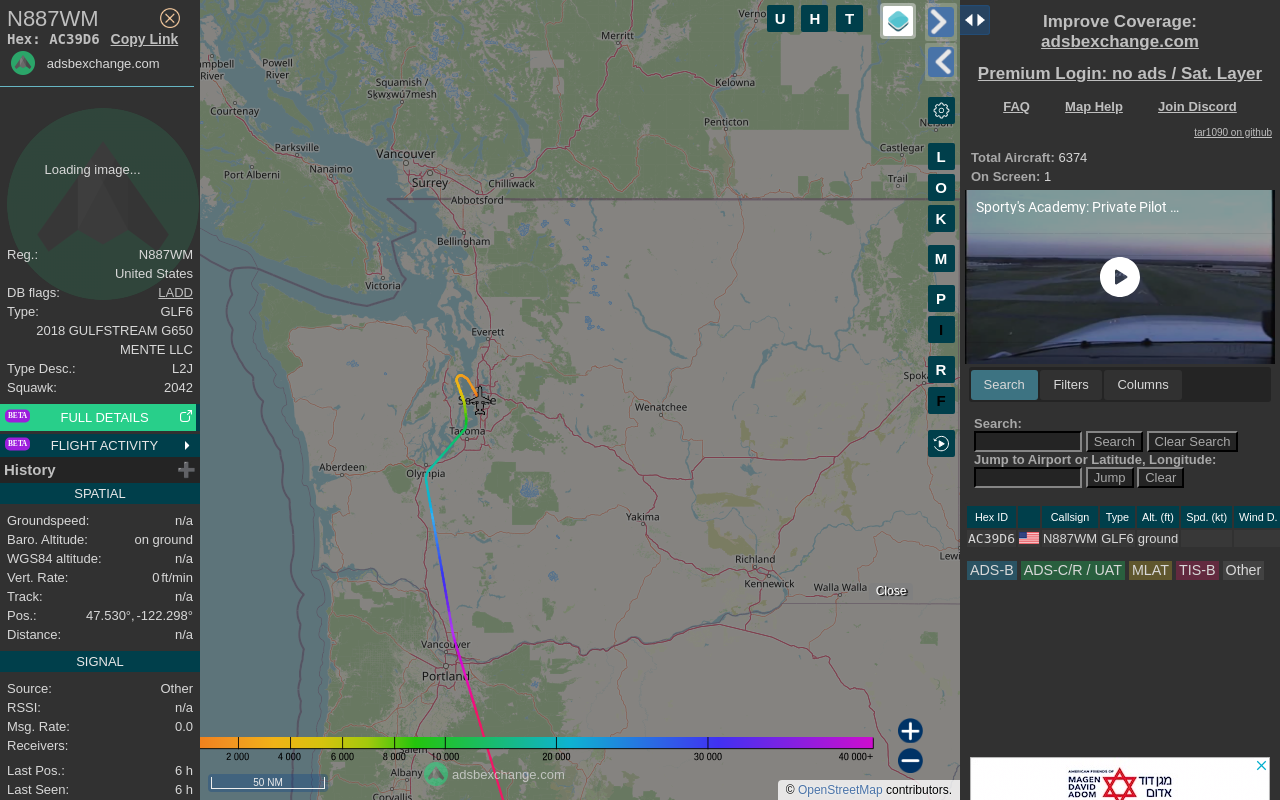 N887WM
Hex: AC39D6 Copy Link
adsbexchange.com
Loading image...
Reg.: N887WM
United States
DB flags: LADD
Type: GLF6
2018 GULFSTREAM G650
MENTE LLC
Type Desc.: L2J
Squawk: 2042
BETA FULL DETAILS
BETA FLIGHT ACTIVITY
History
SPATIAL
Groundspeed: n/a
Baro. Altitude: on ground
WGS84 altitude: n/a
Vert. Rate: 0 ft/min
Track: n/a
Pos.: 47.530°, -122.298°
Distance: n/a
SIGNAL
Source: Other
RSSI: n/a
Msg. Rate: 0.0
Receivers:
Last Pos.: 6 h
Last Seen: 6 h
Merritt
Powell
River
River
Squamish /
Sḵwx̱wú7mesh
Kelowna
Courtenay
Penticton
Parksville
Nanaimo
Vancouver
Castlegar
Port Alberni
Surrey
Chilliwack
Trail
Abbotsford
Bellingham
Victoria
Everett
Wenatchee
Tacoma
Aberdeen
Olympia
Yakima
Richland
Kennewick
Walla Walla
Vancouver
Portland
Albany
Corvallis
U H T
L
O
K
M
P
I
R
F
Close
2 000 4 000 6 000 8 000 10 000 20 000 30 000 40 000+
50 NM
adsbexchange.com
© OpenStreetMap contributors.
Improve Coverage:
adsbexchange.com
Premium Login: no ads / Sat. Layer
FAQ Map Help Join Discord
tar1090 on github
Total Aircraft: 6374
On Screen: 1
Sporty's Academy: Private Pilot ...
Search Filters Columns
Search:
Search Clear Search
Jump to Airport or Latitude, Longitude:
Jump Clear
Hex ID Callsign Type Alt. (ft) Spd. (kt) Wind D.
AC39D6 N887WM GLF6 ground
ADS-B ADS-C/R / UAT MLAT TIS-B Other
AMERICAN FRIENDS OF
MAGEN
DAVID
ADOM
מגן דוד
אדום